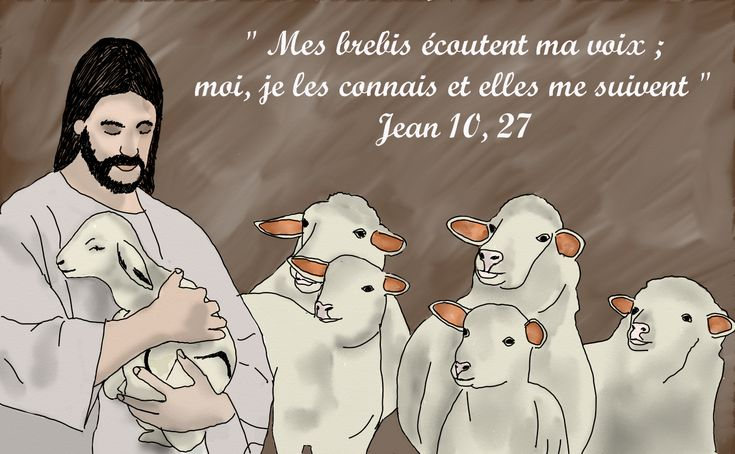 " Mes brebis écoutent ma voix ;
moi, je les connais et elles me suivent "
Jean 10, 27